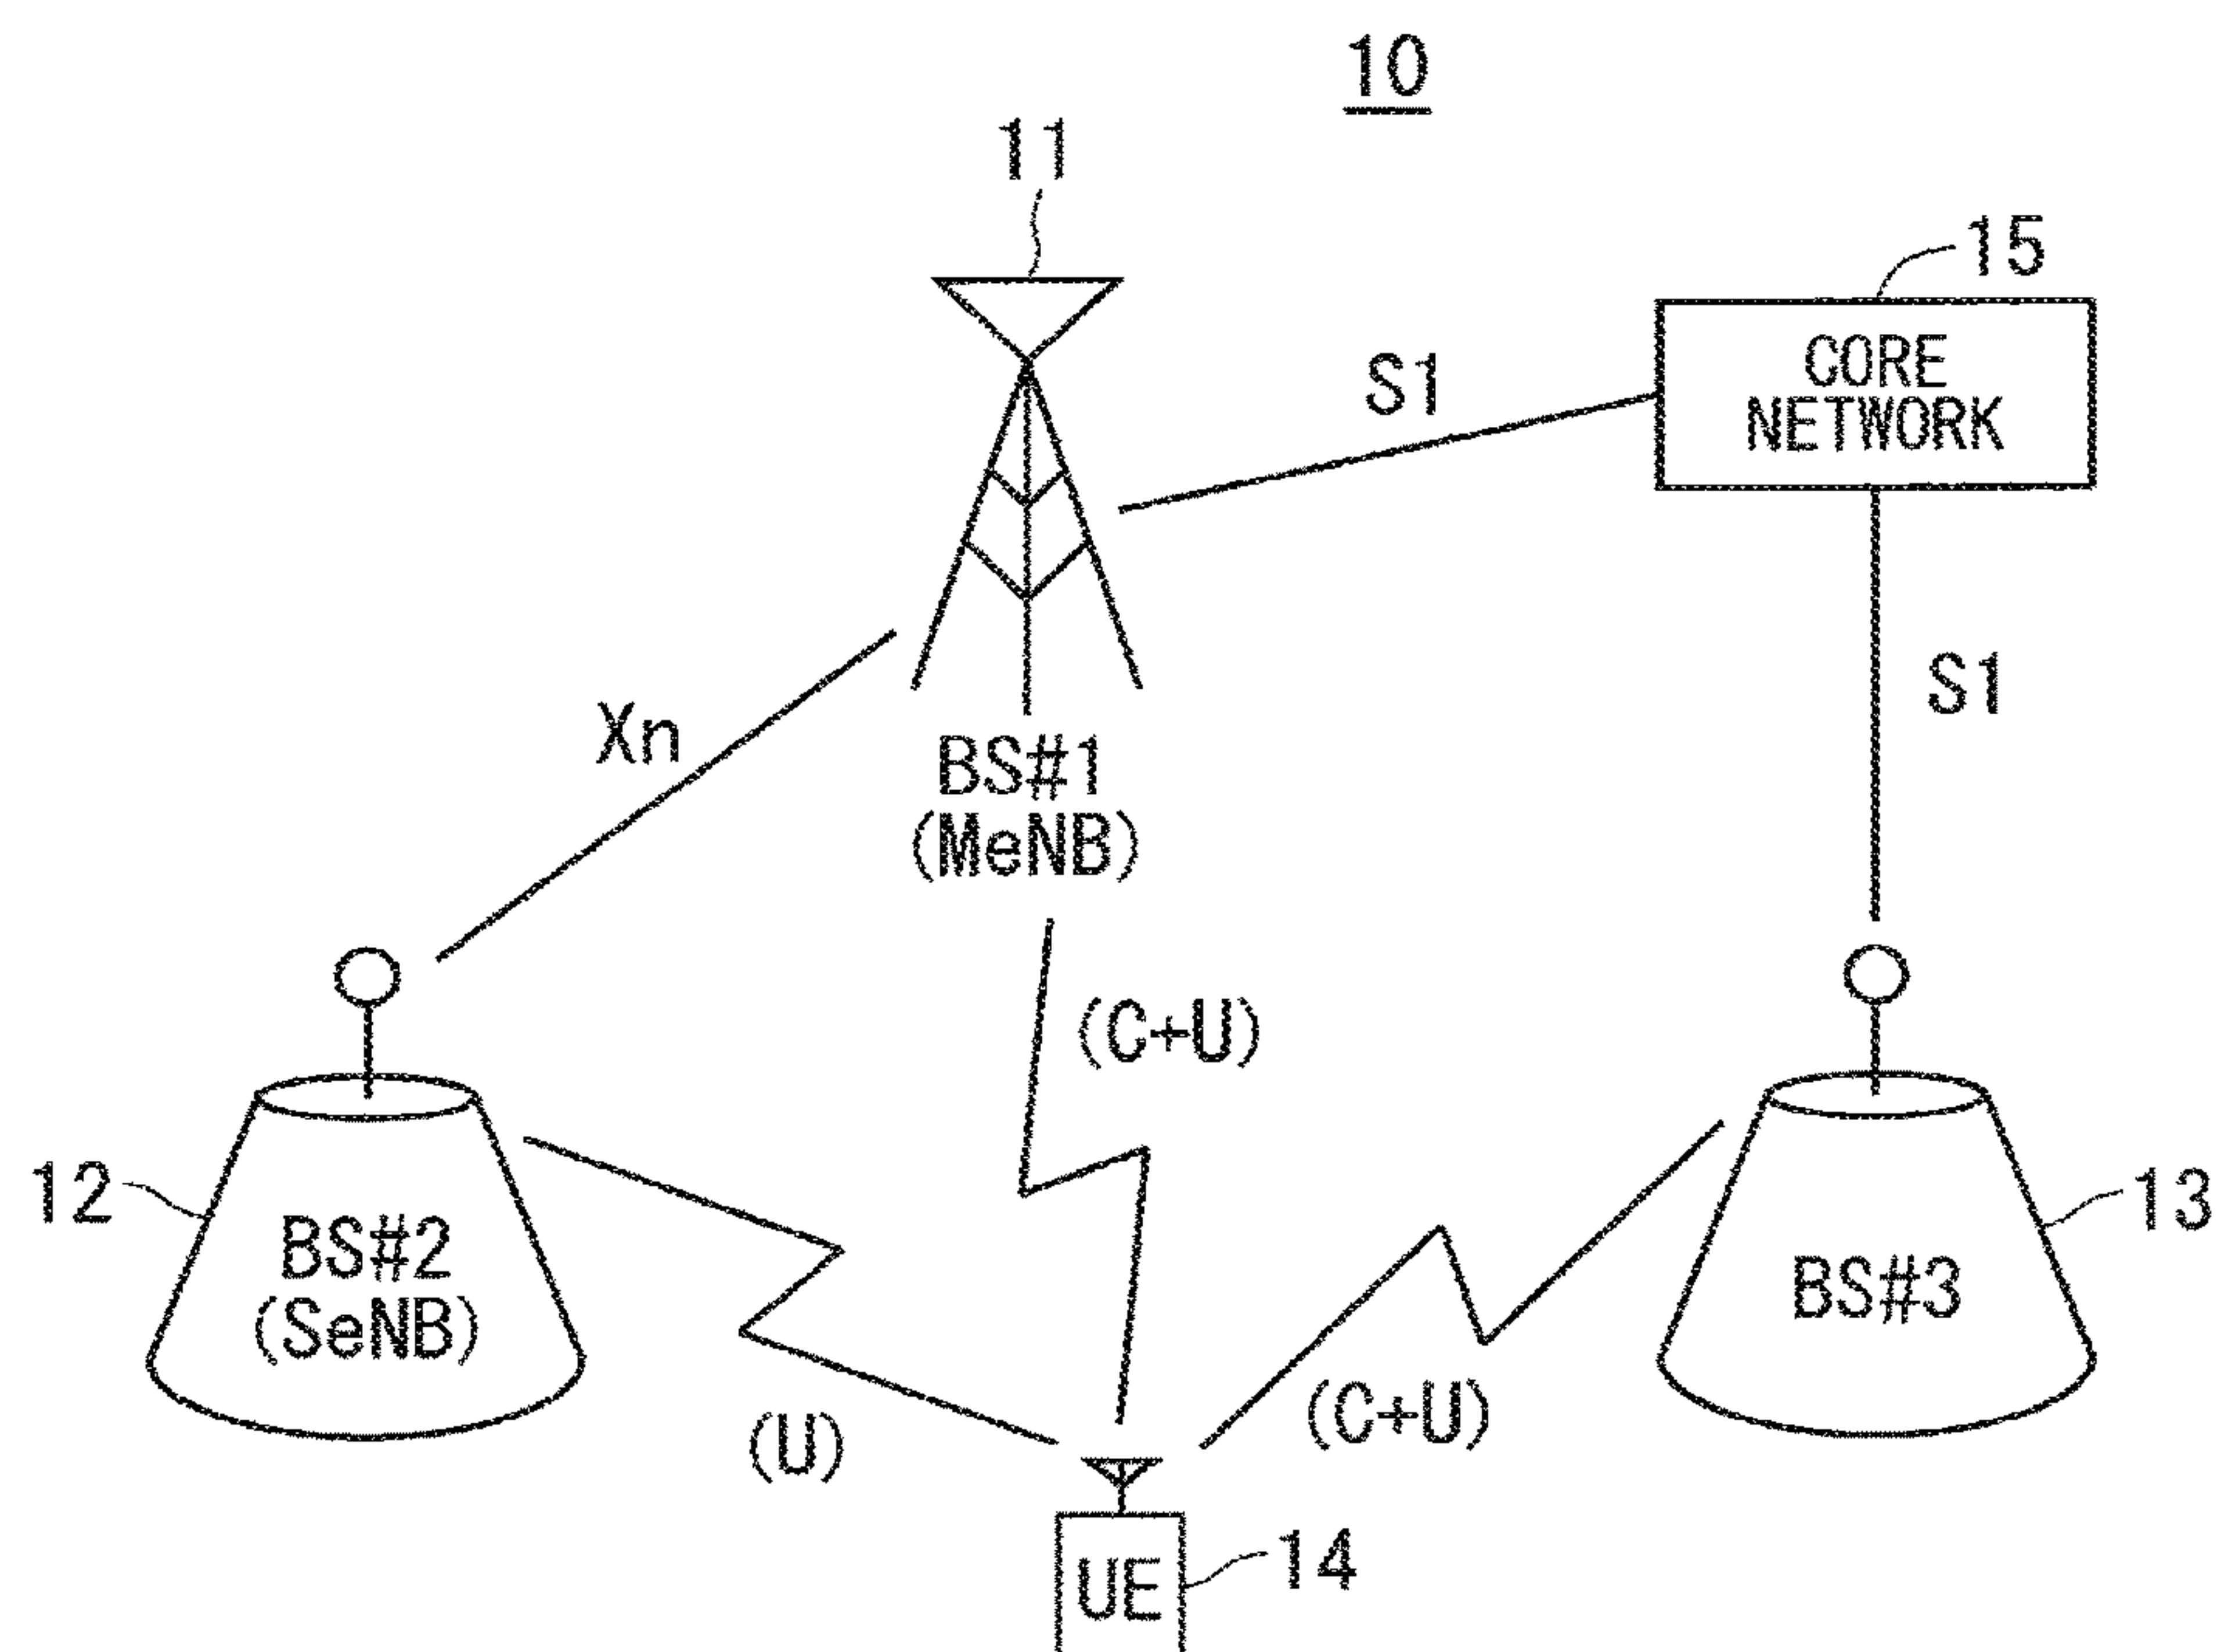 10
11
15
CORE
NETWORK
S1
S1
Xn
BS#1
(MeNB)
(C+U)
12
BS#2
(SeNB)
13
BS#3
(C+U)
(U)
14
UE